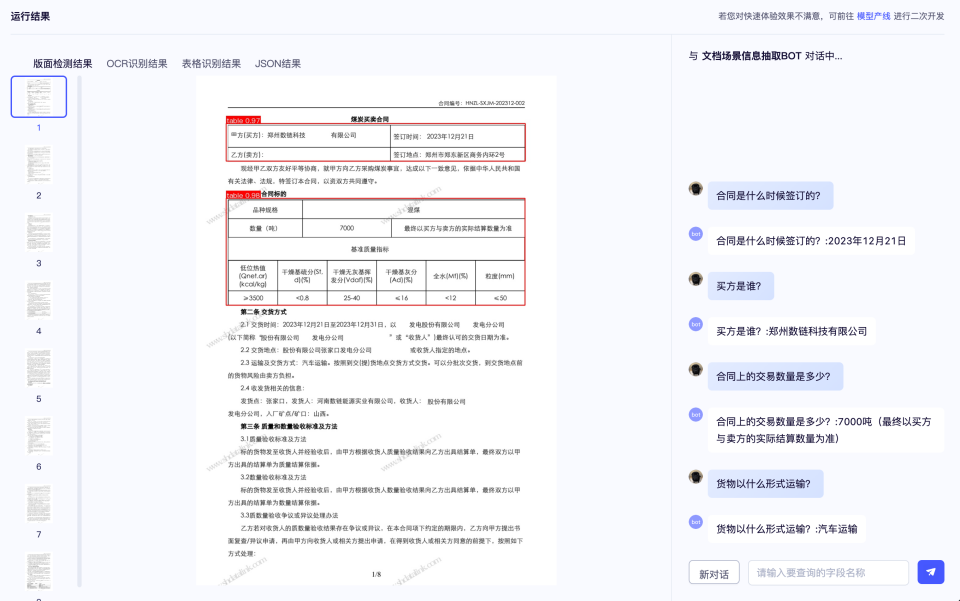 运行结果
若您对快速体验效果不满意，可前往 模型产线 进行二次开发
版面检测结果 OCR识别结果 表格识别结果 JSON结果
1
2
3
4
5
6
7
合同编号：HNZL-SXJM-202312-002
table 0.97
煤炭买卖合同
甲方(买方)：郑州数链科技 有限公司
签订时间： 2023年12月21日
乙方(卖方)：
签订地点：郑州市郑东新区商务内环2号
现经甲乙双方友好平等协商，就甲方向乙方采购煤炭事宜，达成以下一致意见，依据中华人民共和国
有关法律、法规，特签订本合同，以资双方共同遵守。
table 0.98
合同标的
品种规格 混煤
数量（吨） 7000 最终以买方与卖方的实际结算数量为准
基准质量指标
低位热值(Qnet.ar)(kcal/kg) 干燥基硫分(St,d)(%) 干燥无灰基挥发分(Vdaf)(%) 干燥基灰分(Ad)(%) 全水(Mt)(%) 粒度(mm)
≥3500 <0.8 25-40 ≤16 <12 ≤50
第二条 交货方式
2.1 交货时间：2023年12月21日至2023年12月31日，以 发电股份有限公司 发电分公司
(以下简称 "股份有限公司 发电分公司 " 或 "收货人")最终认可的交货日期为准。
2.2 交货地点：股份有限公司张家口发电分公司 或收货人指定的地点。
2.3 运输及交货方式：汽车运输。按照到交(提)货地点交货方式交货。可以分批次交货，到交货地点前
的货物风险由卖方负担。
2.4 收发货相关的信息：
发货点：张家口，发货人：河南数链能源实业有限公司，收货人： 股份有限公司
发电分公司，入厂矿点/矿口：山西。
第三条 质量和数量验收标准及方法
3.1质量验收标准及方法
标的货物发至收货人并经验收后，由甲方根据收货人质量验收结果向乙方出具结算单，最终双方以甲
方出具的结算单为质量结算依据。
3.2数量验收标准及方法
标的货物发至收货人并经验收后，由甲方根据收货人数量验收结果向乙方出具结算单，最终双方以甲
方出具的结算单为数量结算依据。
3.3质数量验收争议或异议处理办法
乙方若对收货人的质数量验收结果存在争议或异议，在本合同项下约定的期限内，乙方向甲方提出书
面复查/异议申请，再由甲方向收货人或相关方提出申请，在得到收货人或相关方同意的前提下，按照如下
方式处理：
1/8
与 文档场景信息抽取BOT 对话中...
合同是什么时候签订的?
bot
合同是什么时候签订的? :2023年12月21日
买方是谁?
bot
买方是谁? :郑州数链科技有限公司
合同上的交易数量是多少?
bot
合同上的交易数量是多少? :7000吨（最终以买方
与卖方的实际结算数量为准）
货物以什么形式运输?
bot
货物以什么形式运输? :汽车运输
新对话
请输入要查询的字段名称